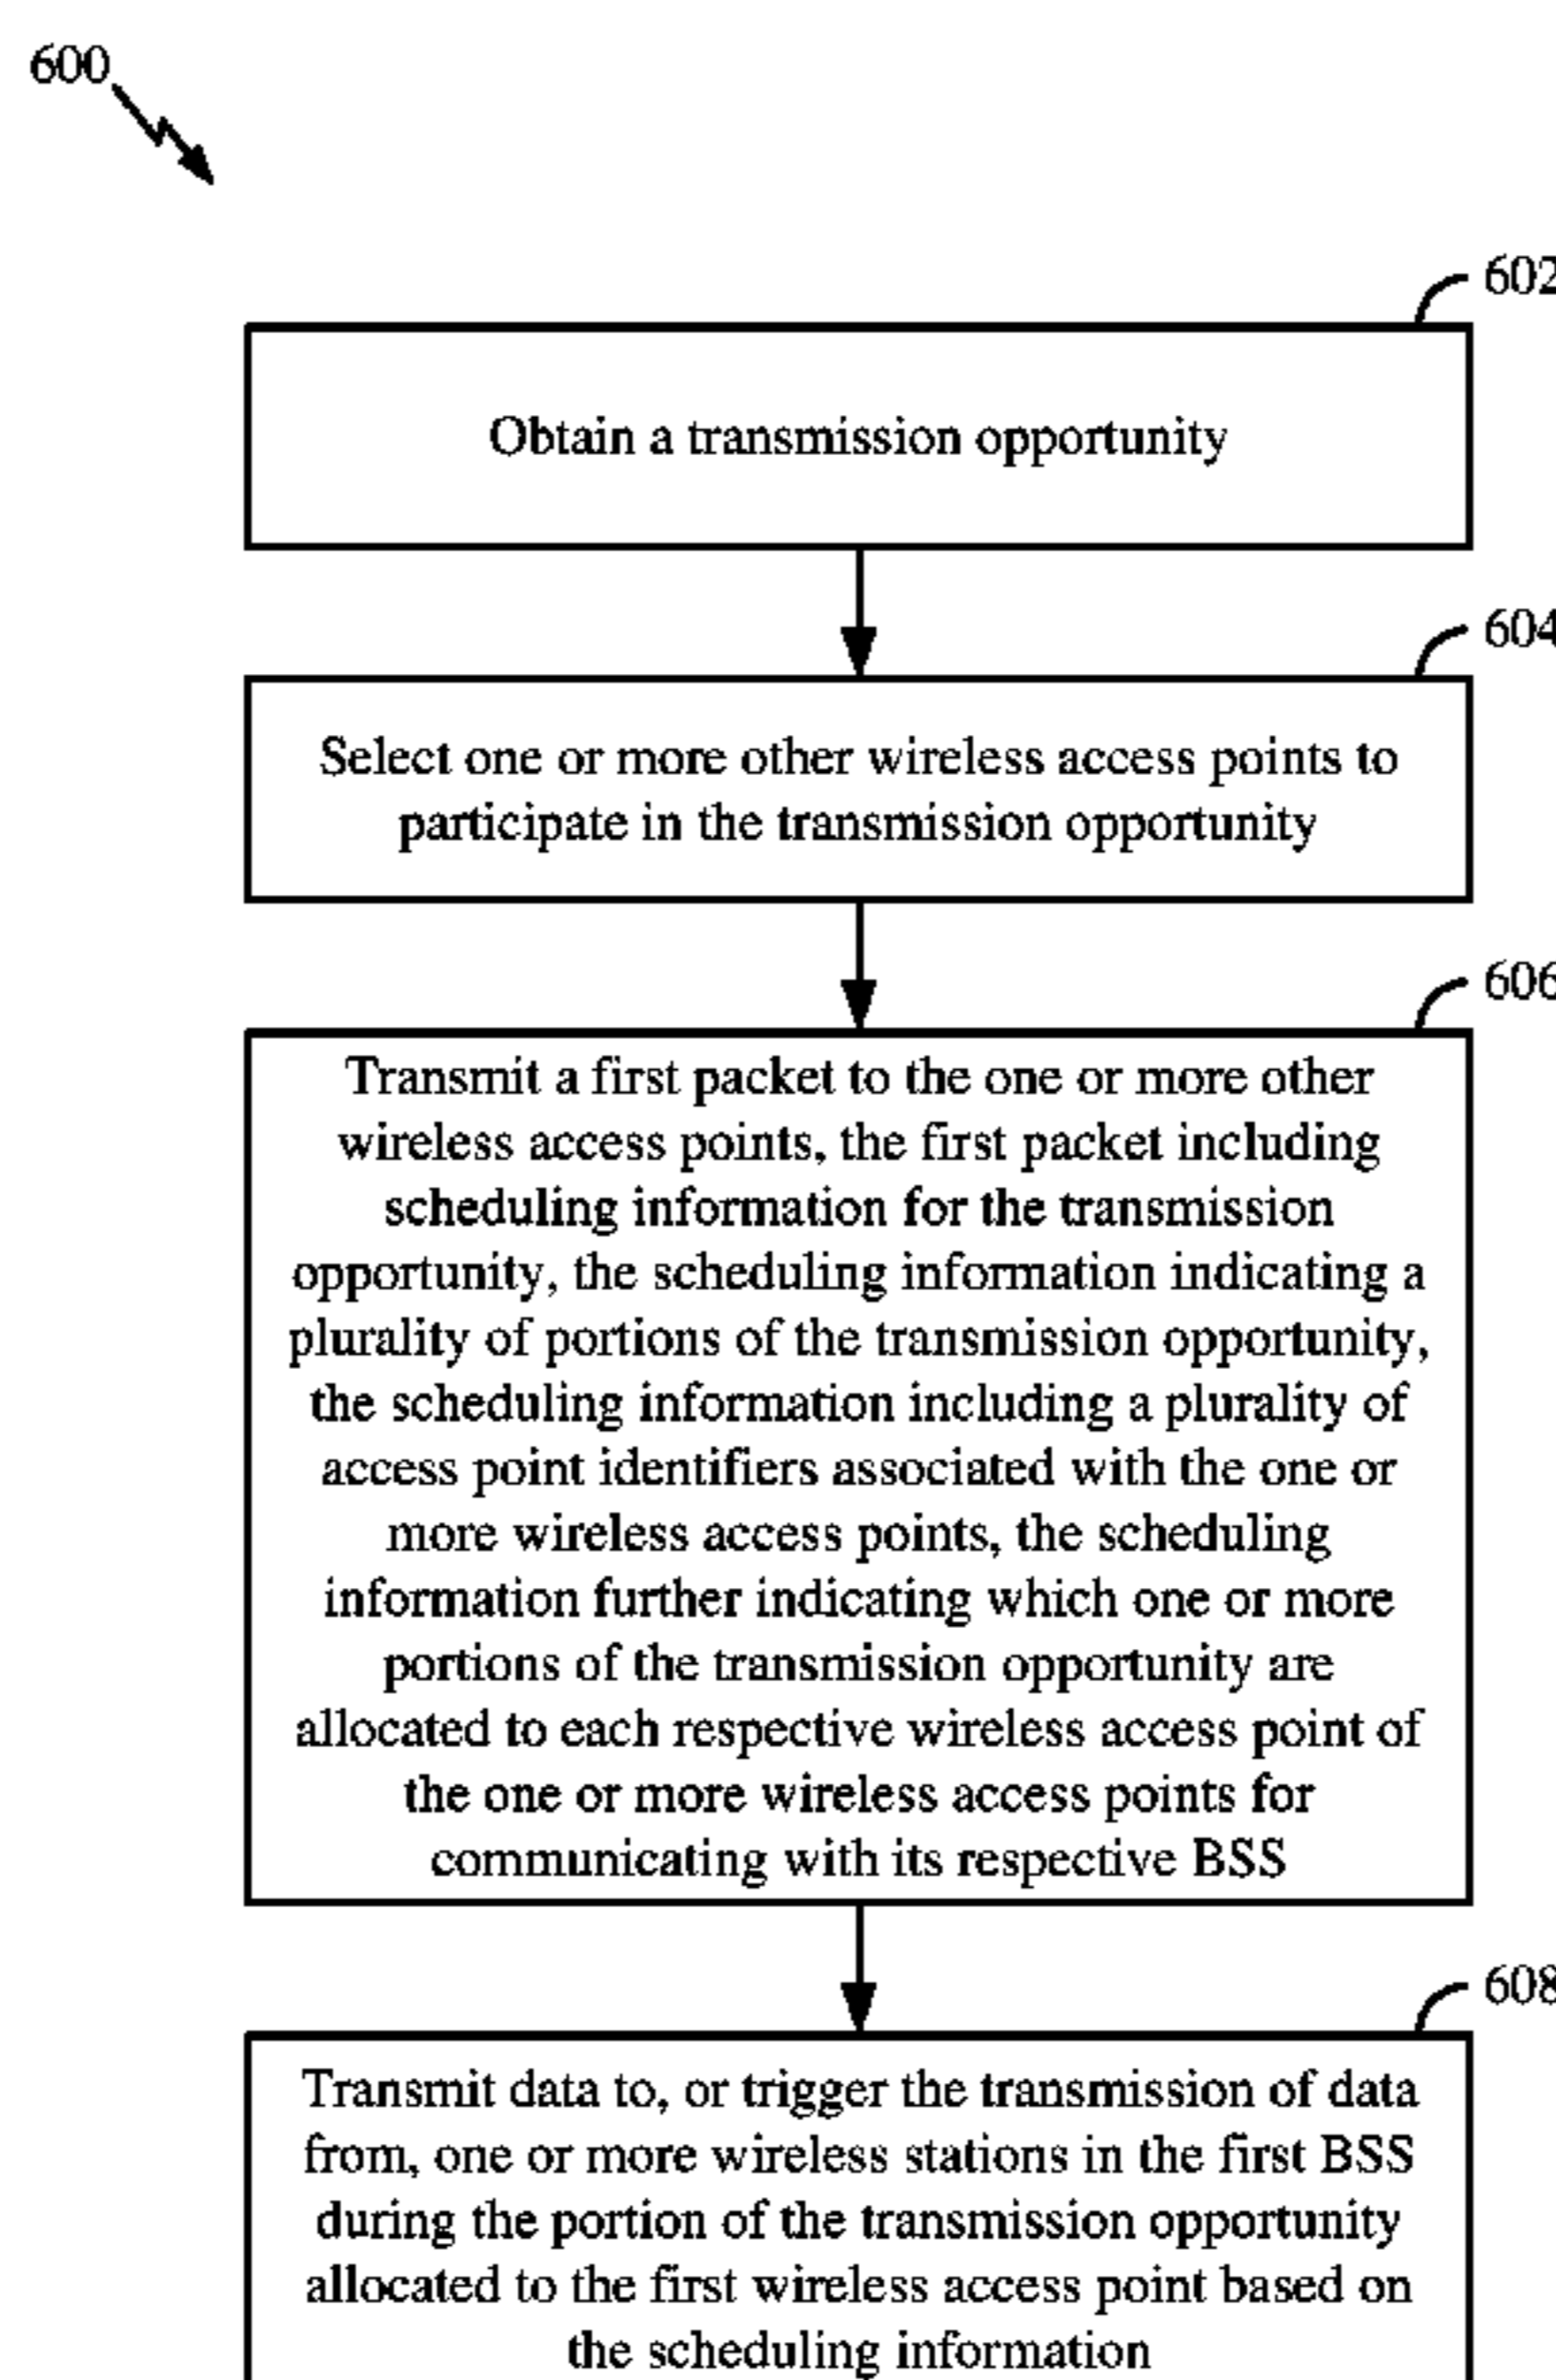 600
602
Obtain a transmission opportunity
604
Select one or more other wireless access points to
participate in the transmission opportunity
606
Transmit a first packet to the one or more other
wireless access points, the first packet including
scheduling information for the transmission
opportunity, the scheduling information indicating a
plurality of portions of the transmission opportunity,
the scheduling information including a plurality of
access point identifiers associated with the one or
more wireless access points, the scheduling
information further indicating which one or more
portions of the transmission opportunity are
allocated to each respective wireless access point of
the one or more wireless access points for
communicating with its respective BSS
608
Transmit data to, or trigger the transmission of data
from, one or more wireless stations in the first BSS
during the portion of the transmission opportunity
allocated to the first wireless access point based on
the scheduling information